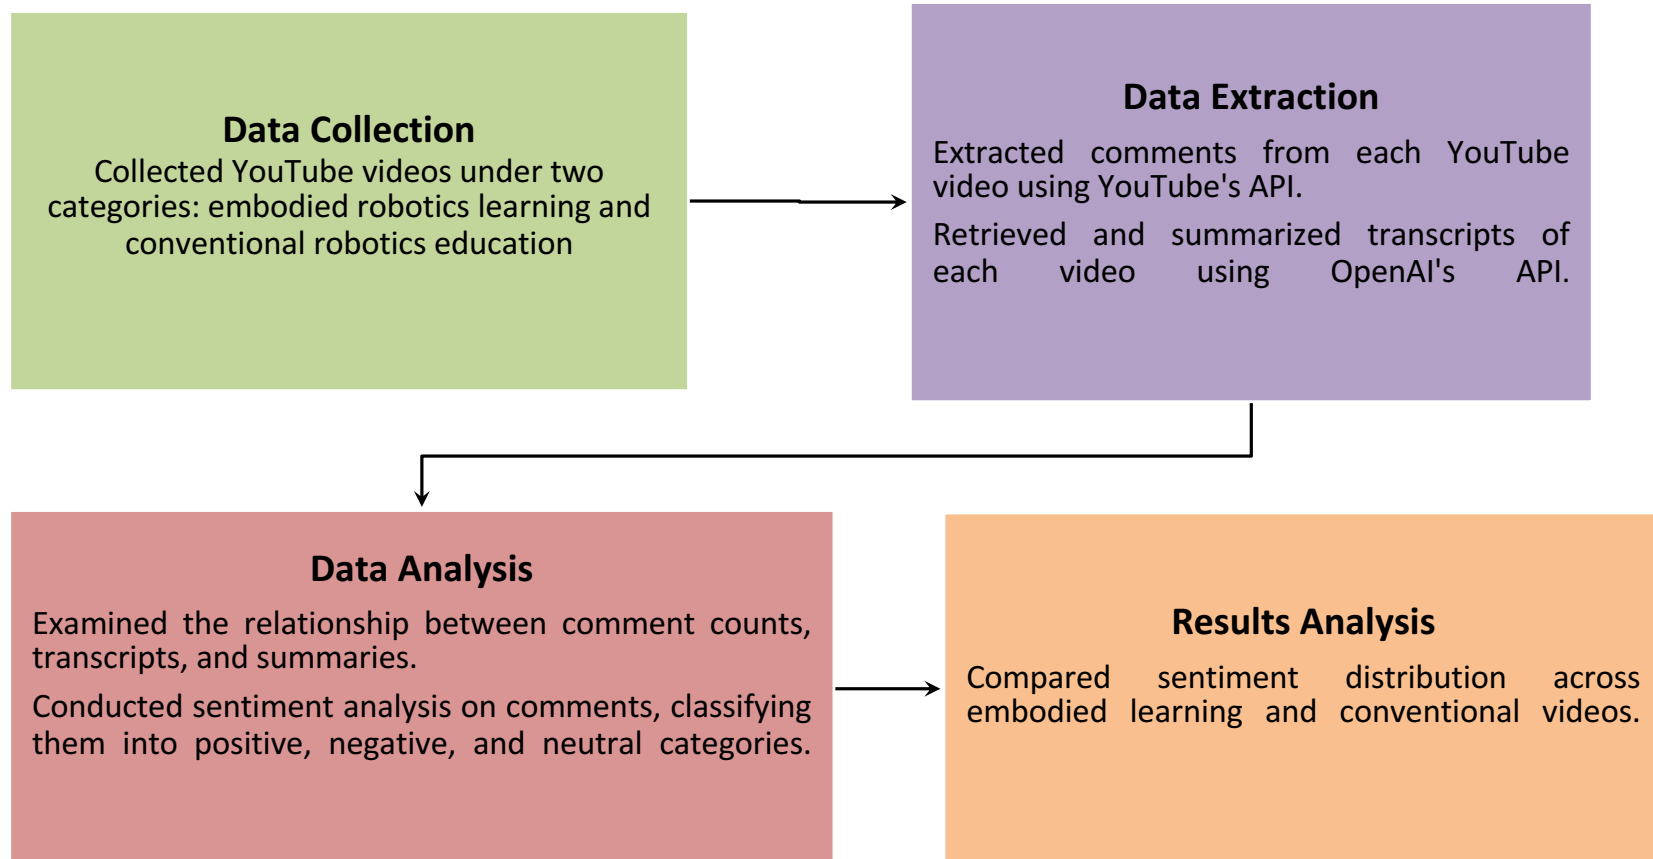 Data Collection
Collected YouTube videos under two
categories: embodied robotics learning and
conventional robotics education
Data Extraction
Extracted comments from each YouTube
video using YouTube's API.
Retrieved and summarized transcripts of
each video using OpenAI's API.
Data Analysis
Examined the relationship between comment counts,
transcripts, and summaries.
Conducted sentiment analysis on comments, classifying
them into positive, negative, and neutral categories.
Results Analysis
Compared sentiment distribution across
embodied learning and conventional videos.